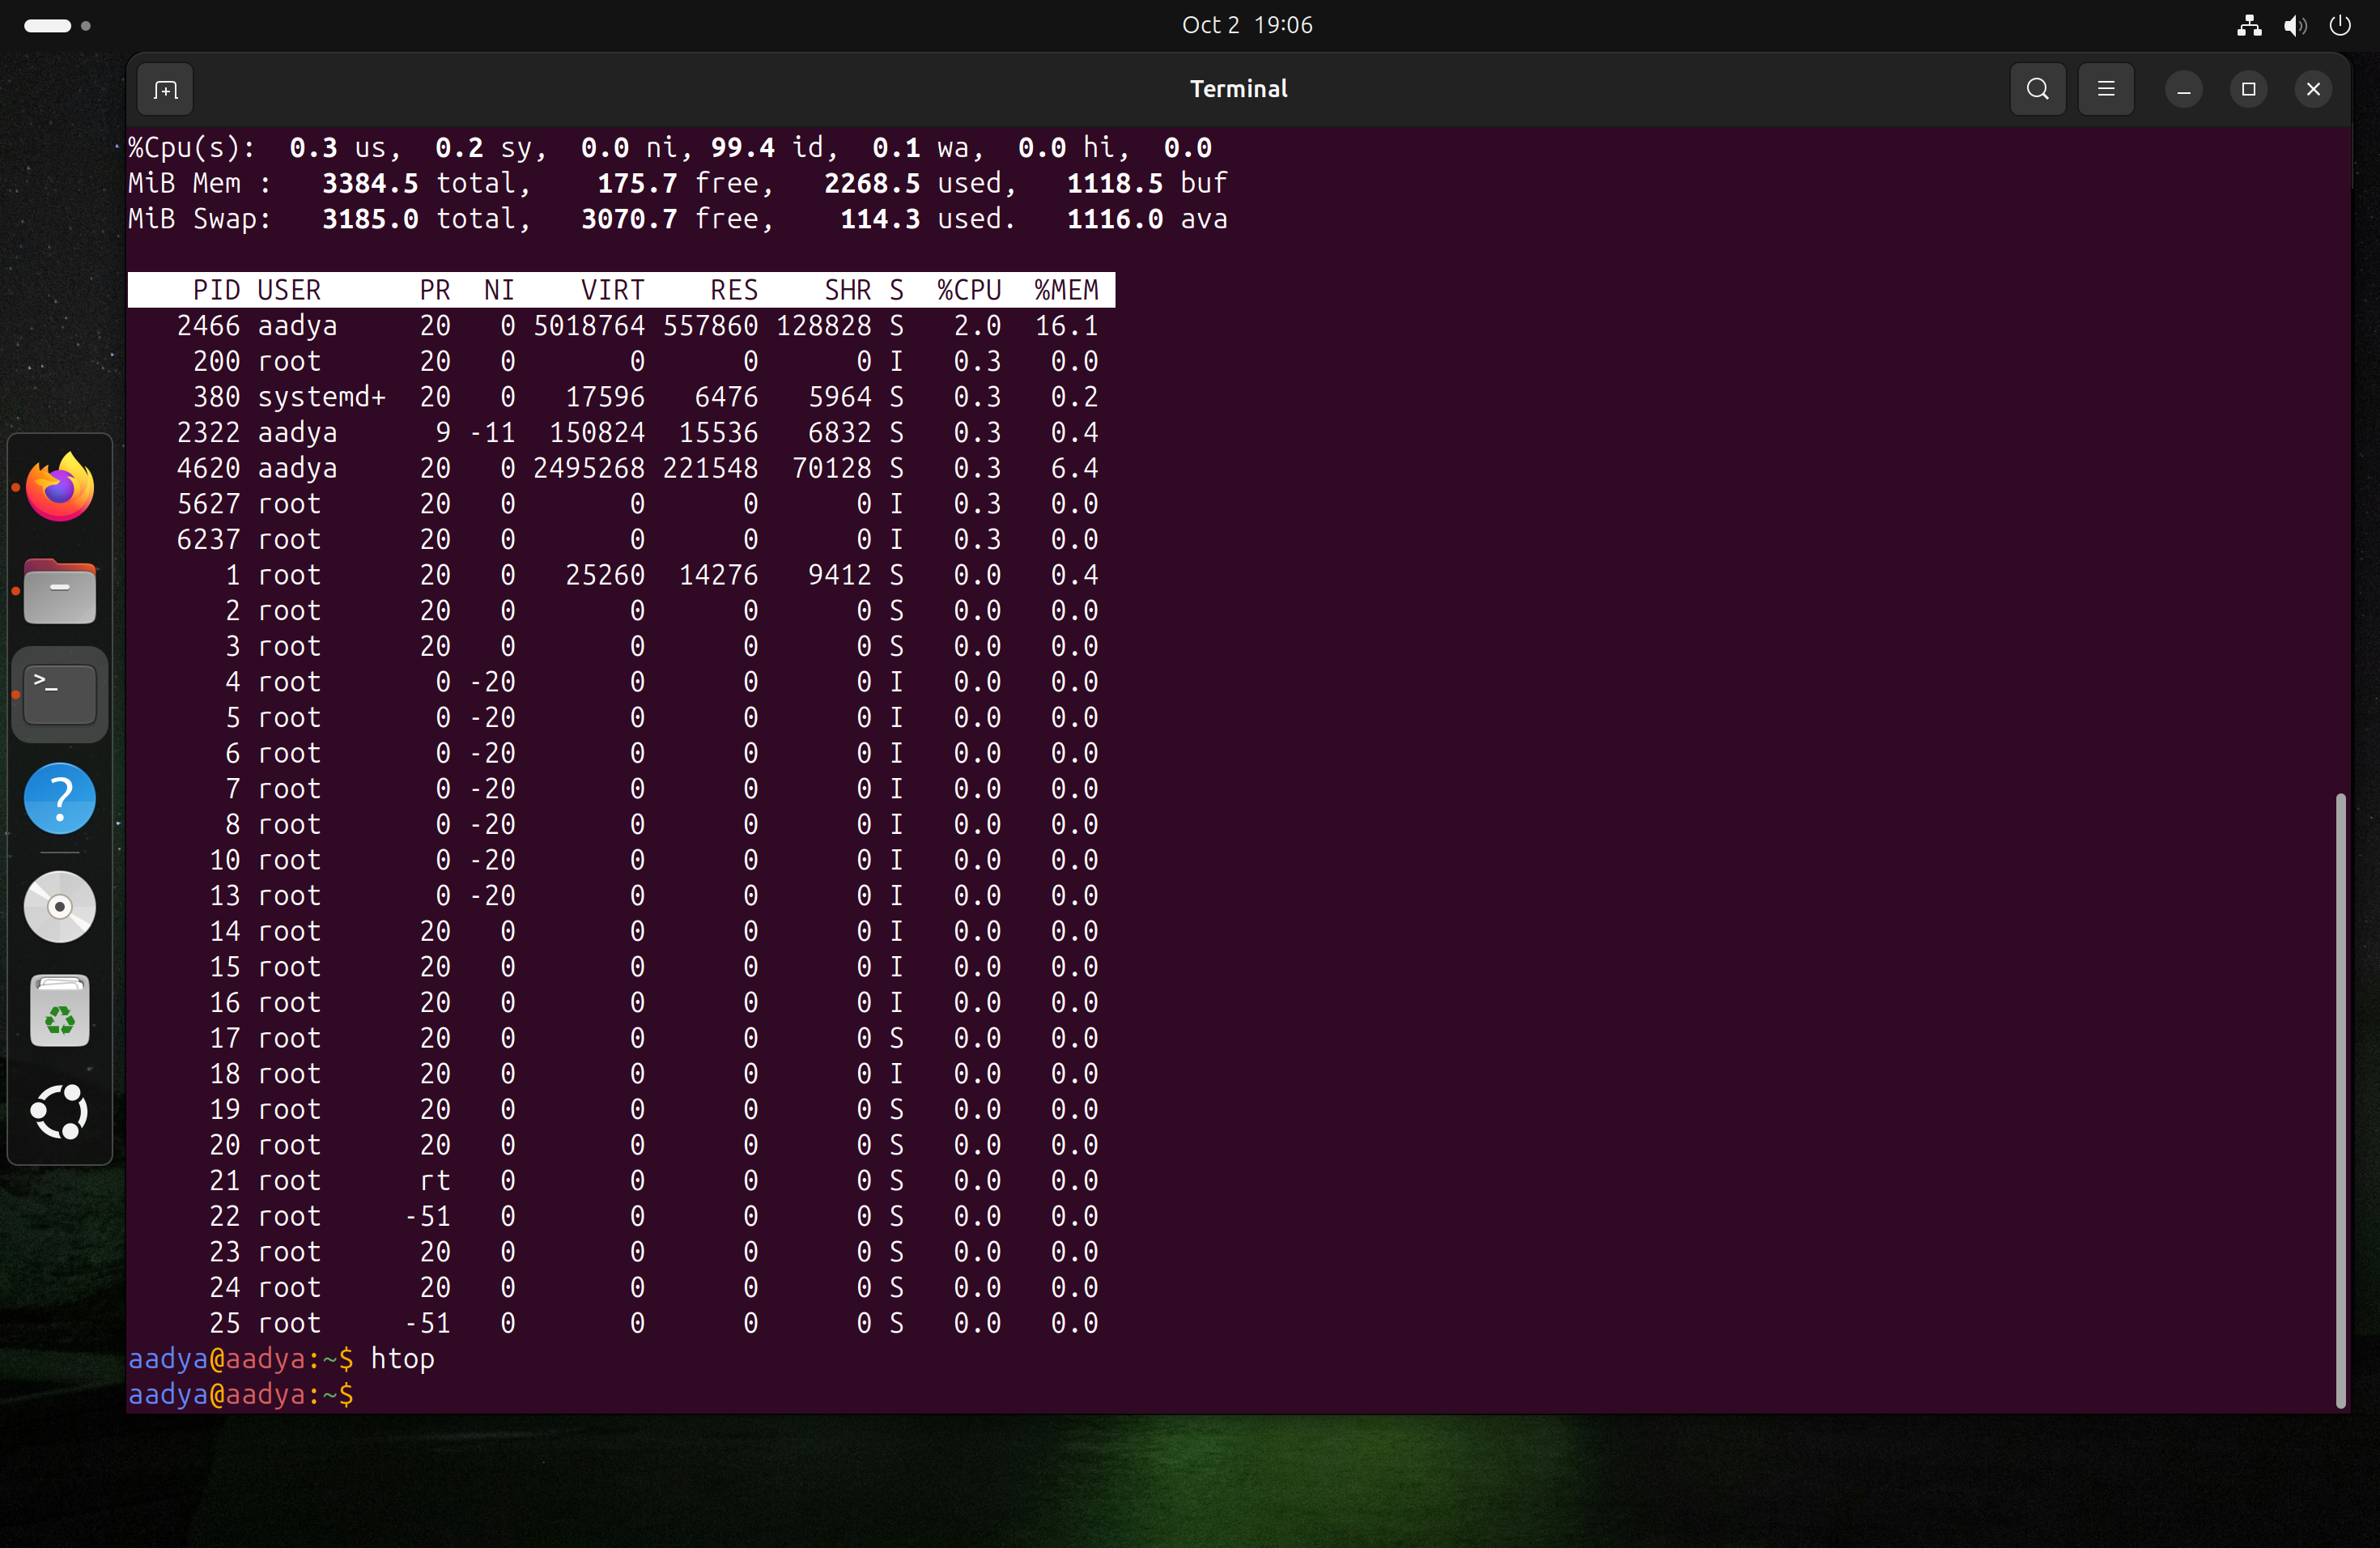 Oct 2 19:06
Terminal
%Cpu(s):  0.3 us,  0.2 sy,  0.0 ni, 99.4 id,  0.1 wa,  0.0 hi,  0.0
MiB Mem :   3384.5 total,    175.7 free,   2268.5 used,   1118.5 buf
MiB Swap:   3185.0 total,   3070.7 free,    114.3 used.   1116.0 ava
PID USER      PR  NI    VIRT    RES    SHR S  %CPU  %MEM
2466 aadya     20   0 5018764 557860 128828 S   2.0  16.1
200 root      20   0       0      0      0 I   0.3   0.0
380 systemd+  20   0   17596   6476   5964 S   0.3   0.2
2322 aadya      9 -11  150824  15536   6832 S   0.3   0.4
4620 aadya     20   0 2495268 221548  70128 S   0.3   6.4
5627 root      20   0       0      0      0 I   0.3   0.0
6237 root      20   0       0      0      0 I   0.3   0.0
1 root      20   0   25260  14276   9412 S   0.0   0.4
2 root      20   0       0      0      0 S   0.0   0.0
3 root      20   0       0      0      0 S   0.0   0.0
4 root       0 -20       0      0      0 I   0.0   0.0
5 root       0 -20       0      0      0 I   0.0   0.0
6 root       0 -20       0      0      0 I   0.0   0.0
7 root       0 -20       0      0      0 I   0.0   0.0
8 root       0 -20       0      0      0 I   0.0   0.0
10 root       0 -20       0      0      0 I   0.0   0.0
13 root       0 -20       0      0      0 I   0.0   0.0
14 root      20   0       0      0      0 I   0.0   0.0
15 root      20   0       0      0      0 I   0.0   0.0
16 root      20   0       0      0      0 I   0.0   0.0
17 root      20   0       0      0      0 S   0.0   0.0
18 root      20   0       0      0      0 I   0.0   0.0
19 root      20   0       0      0      0 S   0.0   0.0
20 root      20   0       0      0      0 S   0.0   0.0
21 root      rt   0       0      0      0 S   0.0   0.0
22 root     -51   0       0      0      0 S   0.0   0.0
23 root      20   0       0      0      0 S   0.0   0.0
24 root      20   0       0      0      0 S   0.0   0.0
25 root     -51   0       0      0      0 S   0.0   0.0
aadya@aadya:~$ htop
aadya@aadya:~$